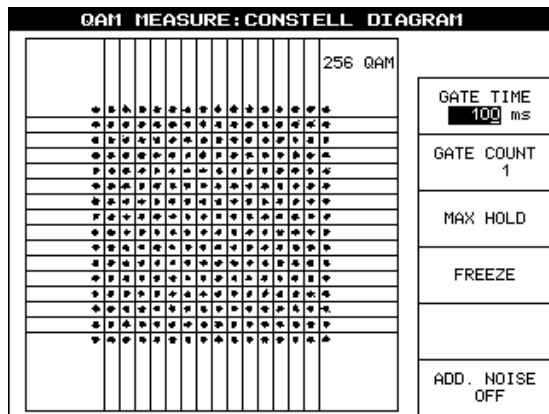 QAM MEASURE:CONSTELL DIAGRAM
256 QAM
GATE TIME
100 ms
GATE COUNT
1
MAX HOLD
FREEZE
ADD. NOISE
OFF